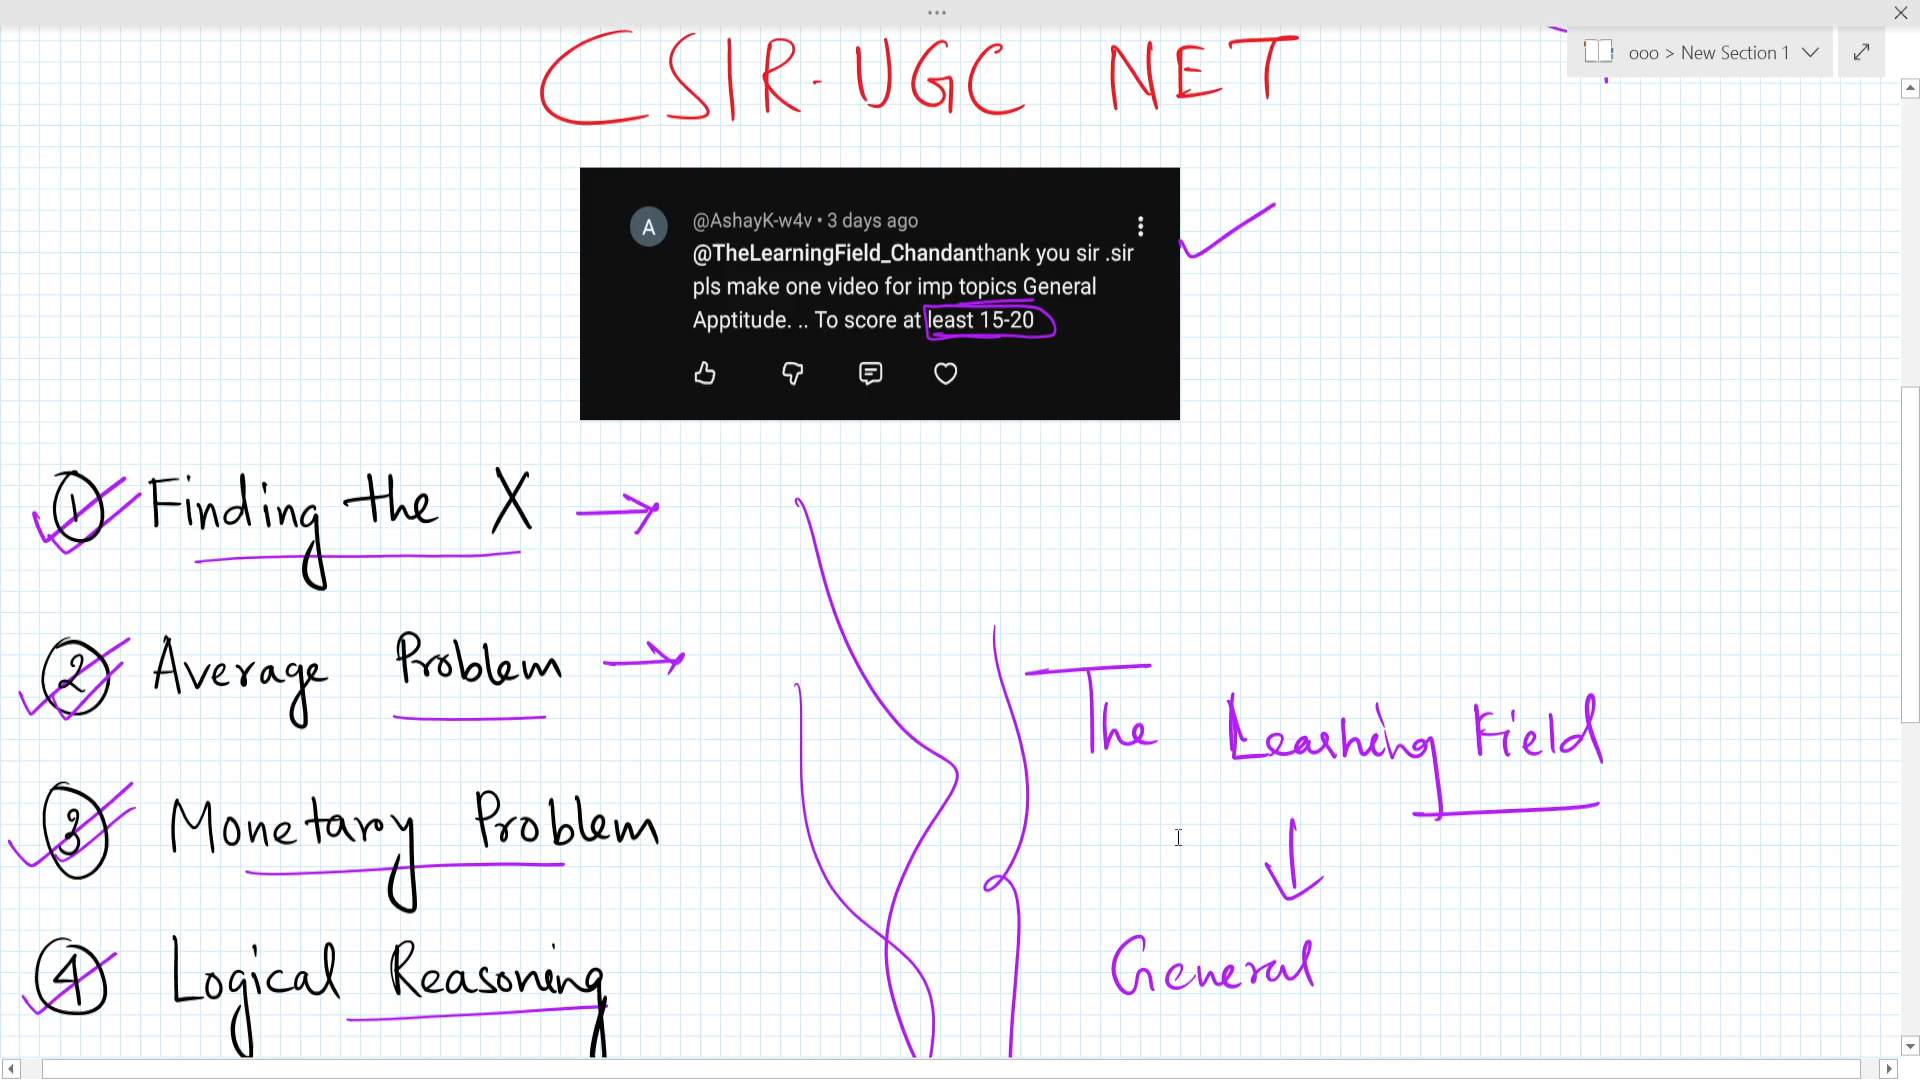 ...
ooo > New Section 1
CSIR-UGC NET
A
@AshayK-w4v • 3 days ago
@TheLearningField_Chandanthank you sir .sir
pls make one video for imp topics General
Apptitude. .. To score at least 15-20
① Finding the X →
② Average Problem →
③ Monetary Problem
④ Logical Reasoning
The Learning Field
↓
General